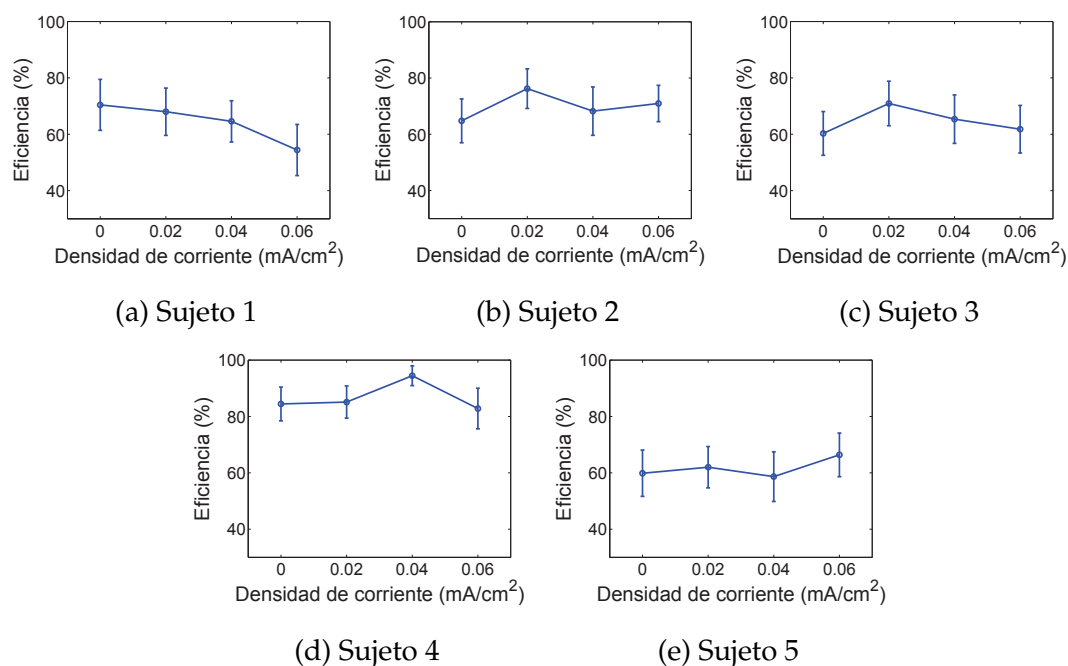 100
80
60
40
Eficiencia (%)
0 0.02 0.04 0.06
Densidad de corriente (mA/cm²)
(a) Sujeto 1
100
80
60
40
Eficiencia (%)
0 0.02 0.04 0.06
Densidad de corriente (mA/cm²)
(b) Sujeto 2
100
80
60
40
Eficiencia (%)
0 0.02 0.04 0.06
Densidad de corriente (mA/cm²)
(c) Sujeto 3
100
80
60
40
Eficiencia (%)
0 0.02 0.04 0.06
Densidad de corriente (mA/cm²)
(d) Sujeto 4
100
80
60
40
Eficiencia (%)
0 0.02 0.04 0.06
Densidad de corriente (mA/cm²)
(e) Sujeto 5